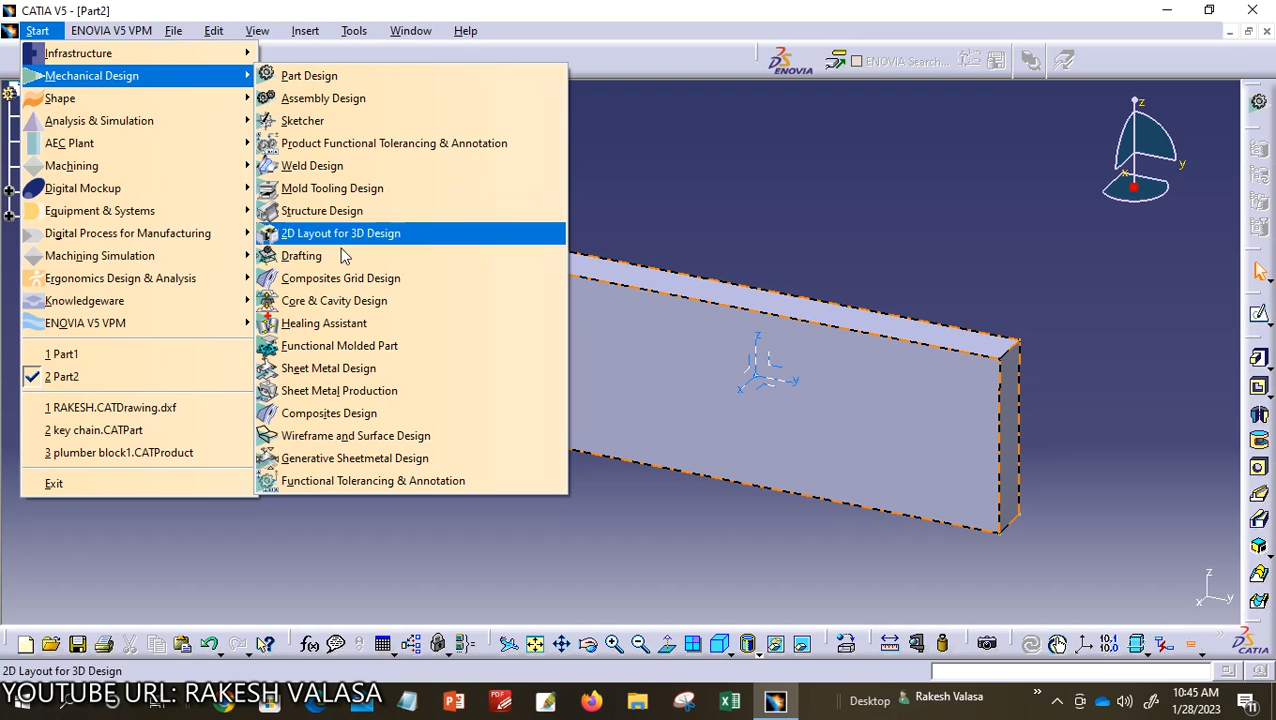 CATIA V5 - [Part2]
Start ENOVIA V5 VPM File Edit View Insert Tools Window Help
Infrastructure
Mechanical Design
Shape
Analysis & Simulation
AEC Plant
Machining
Digital Mockup
Equipment & Systems
Digital Process for Manufacturing
Machining Simulation
Ergonomics Design & Analysis
Knowledgeware
ENOVIA V5 VPM
1 Part1
2 Part2
1 RAKESH.CATDrawing.dxf
2 key chain.CATPart
3 plumber block1.CATProduct
Exit
Part Design
Assembly Design
Sketcher
Product Functional Tolerancing & Annotation
Weld Design
Mold Tooling Design
Structure Design
2D Layout for 3D Design
Drafting
Composites Grid Design
Core & Cavity Design
Healing Assistant
Functional Molded Part
Sheet Metal Design
Sheet Metal Production
Composites Design
Wireframe and Surface Design
Generative Sheetmetal Design
Functional Tolerancing & Annotation
ENOVIA
ENOVIA Search...
z
y
x
z
y
x
z
y
x
f(x)
10.1
CATIA
2D Layout for 3D Design
YOUTUBE URL: RAKESH VALASA
Desktop
Rakesh Valasa
10:45 AM
1/28/2023
11